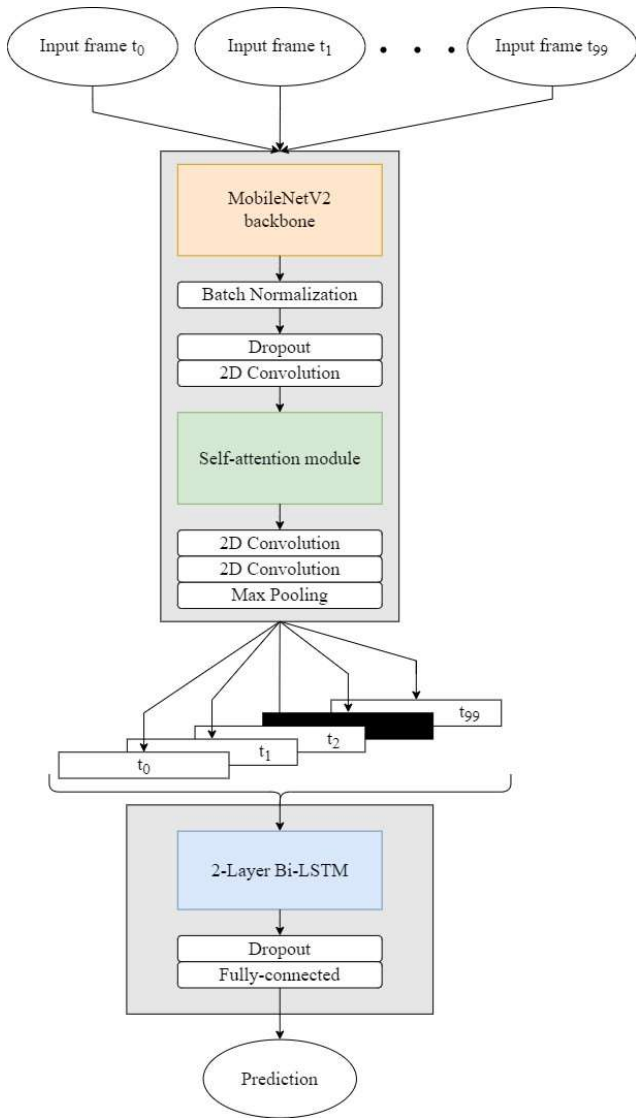 Input frame t0
Input frame t1
. . .
Input frame t99
MobileNetV2
backbone
Batch Normalization
Dropout
2D Convolution
Self-attention module
2D Convolution
2D Convolution
Max Pooling
t99
t2
t1
t0
2-Layer Bi-LSTM
Dropout
Fully-connected
Prediction